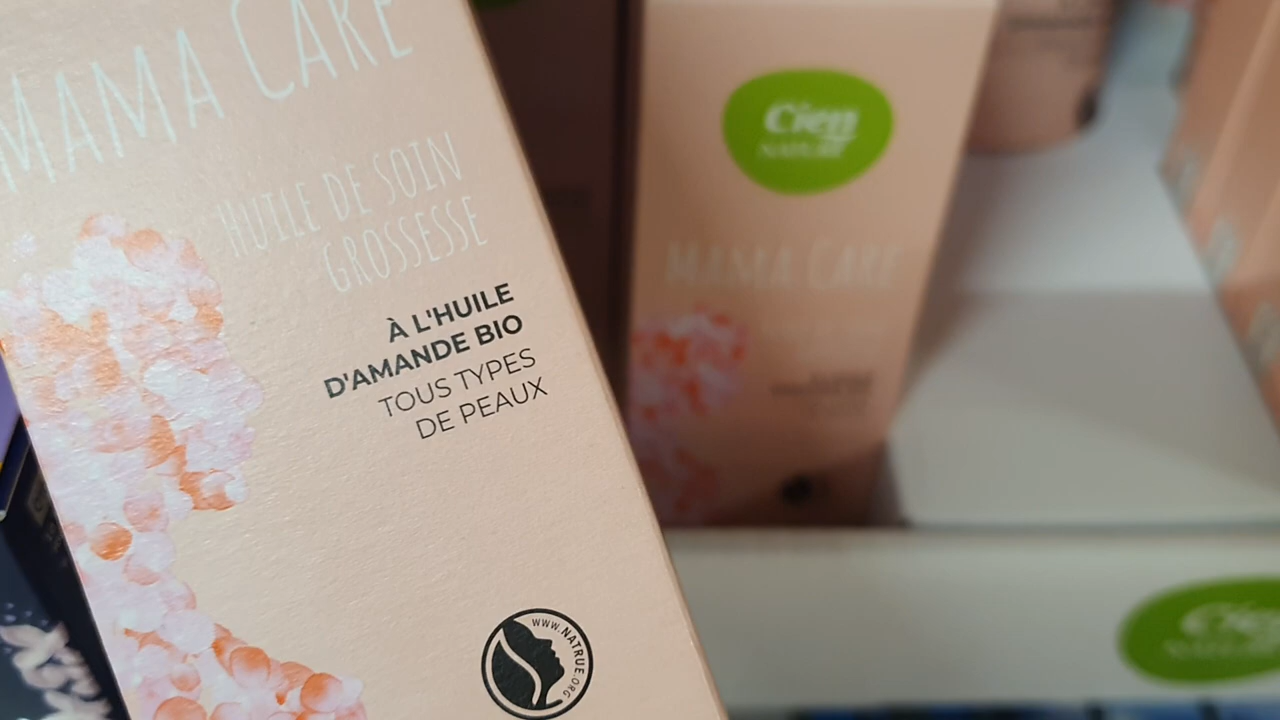 MAMA CARE
HUILE DE SOIN
GROSSESSE
À L'HUILE
D'AMANDE BIO
TOUS TYPES
DE PEAUX
WWW.NATRUE.ORG
Cien
NATURE
MAMA CARE
Cien